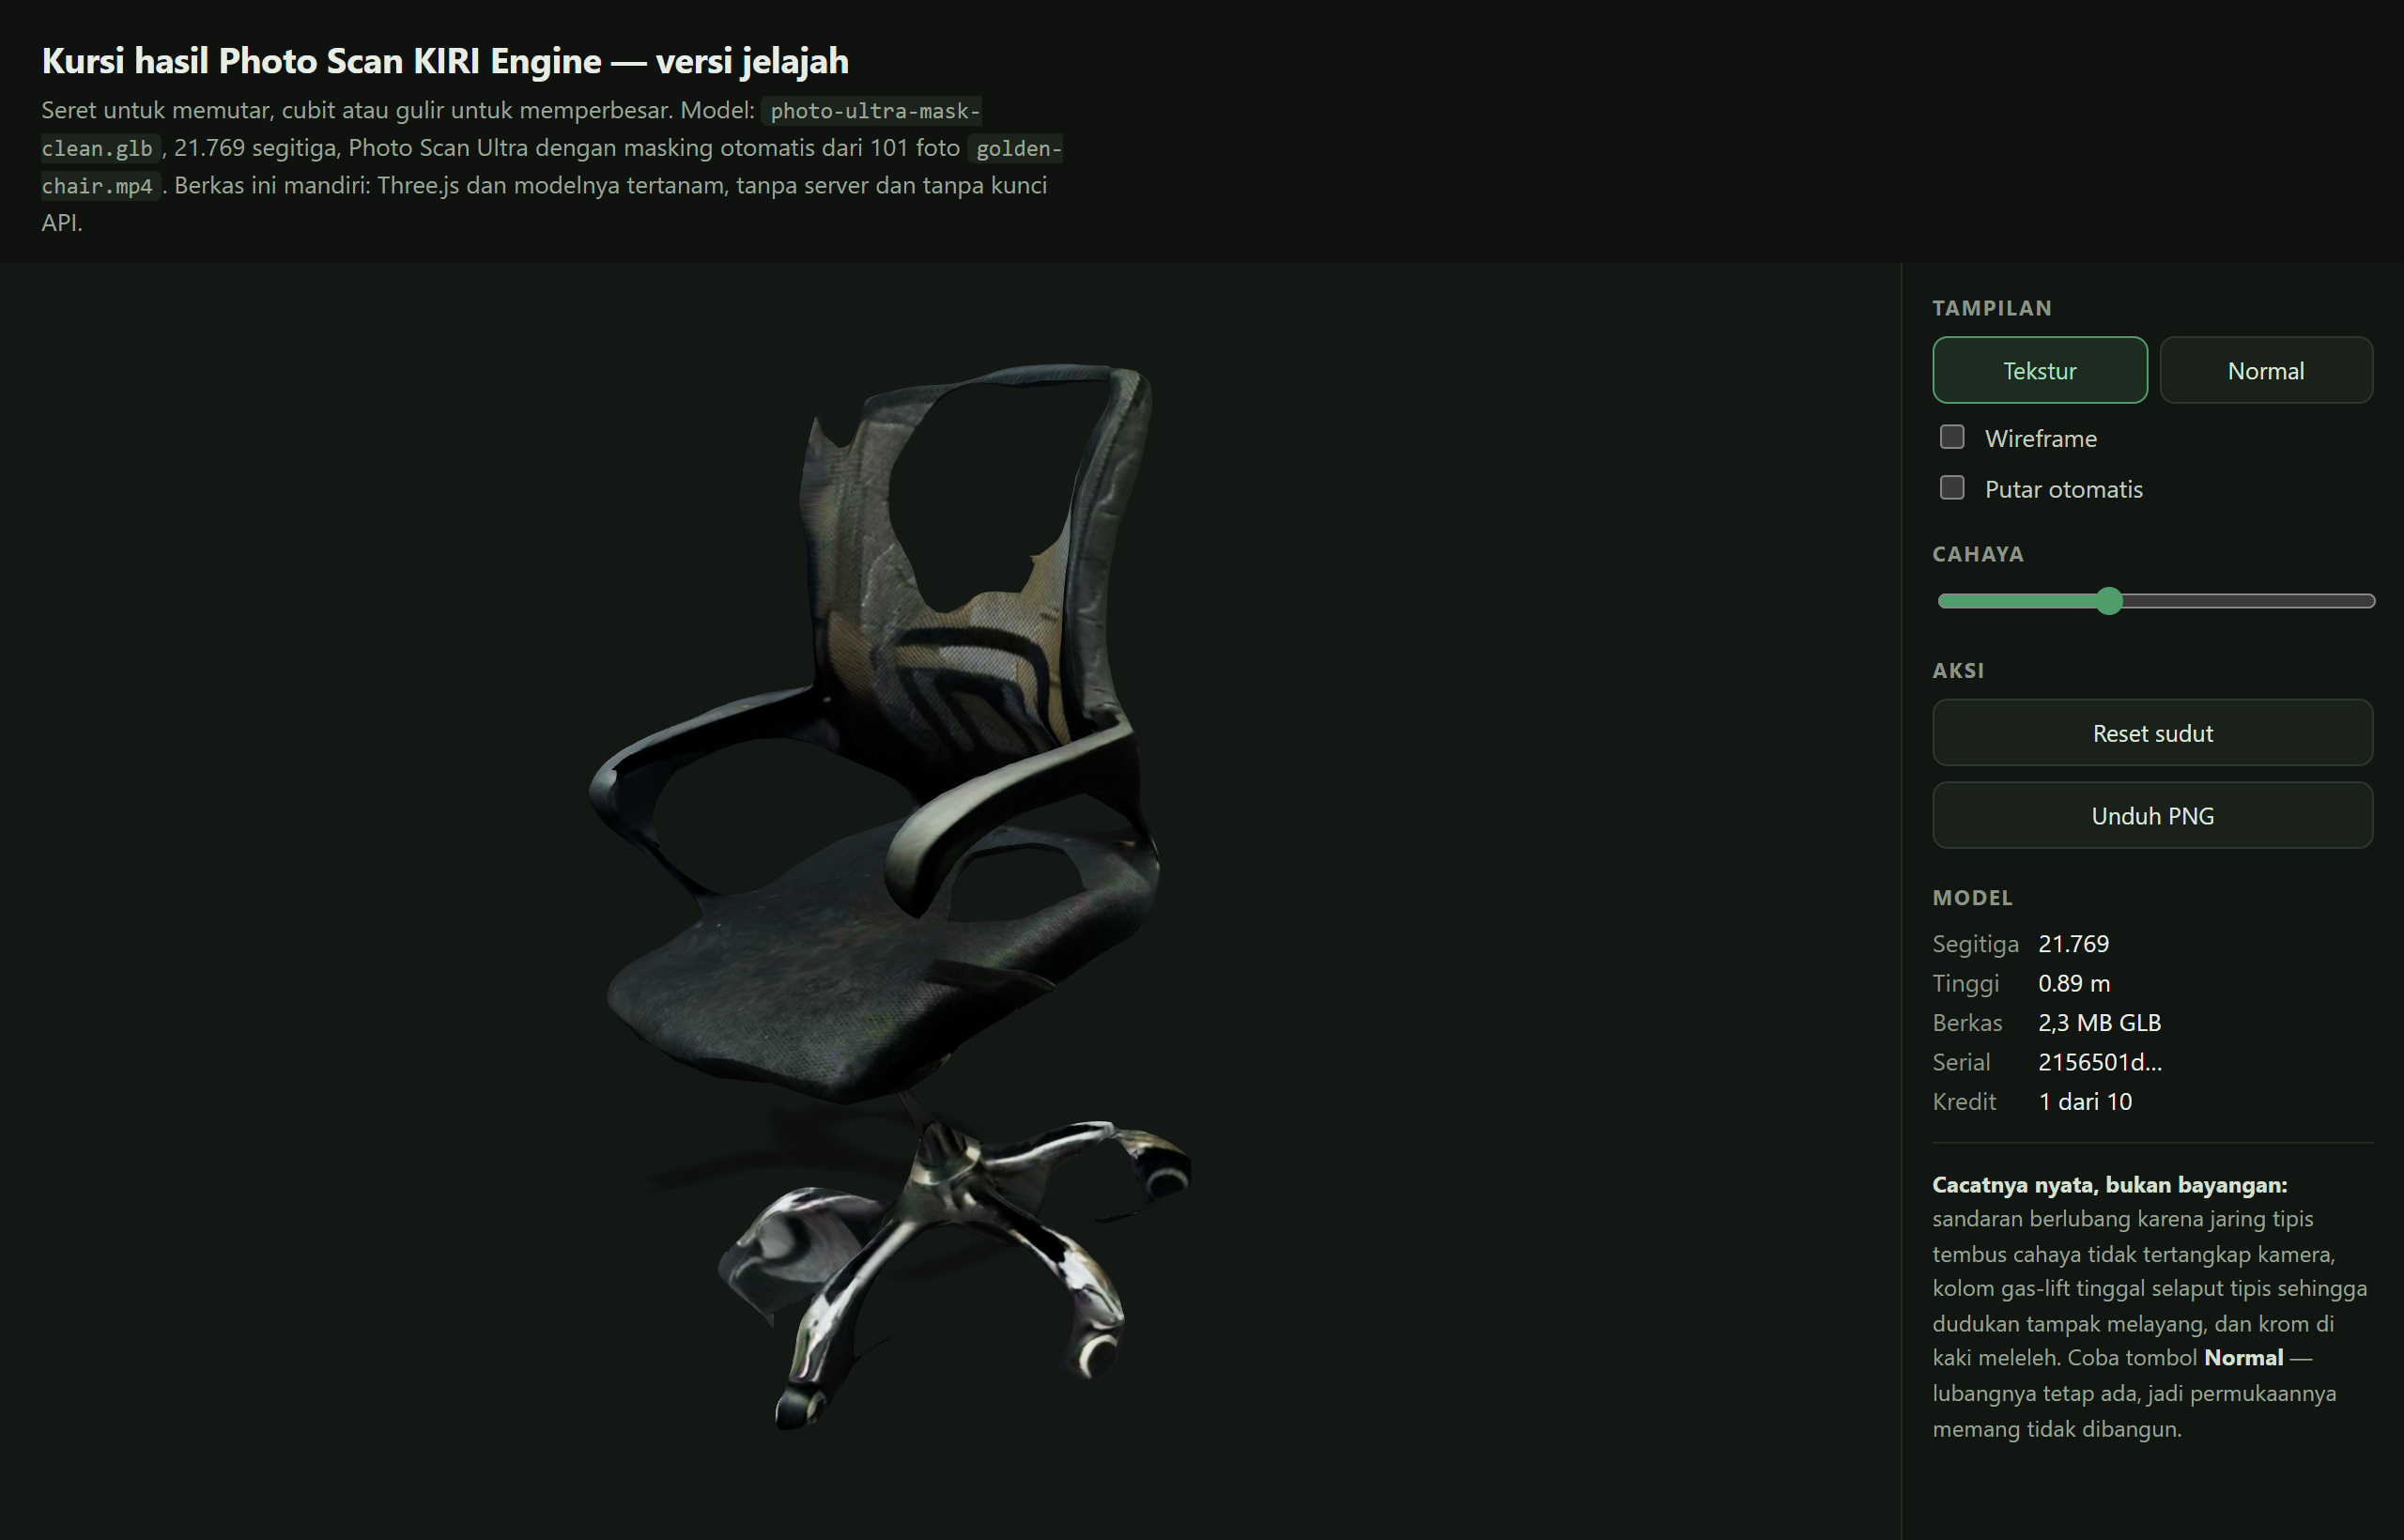 Kursi hasil Photo Scan KIRI Engine — versi jelajah
Seret untuk memutar, cubit atau gulir untuk memperbesar. Model: photo-ultra-mask-
clean.glb, 21.769 segitiga, Photo Scan Ultra dengan masking otomatis dari 101 foto golden-
chair.mp4. Berkas ini mandiri: Three.js dan modelnya tertanam, tanpa server dan tanpa kunci
API.
TAMPILAN
Tekstur Normal
Wireframe
Putar otomatis
CAHAYA
AKSI
Reset sudut
Unduh PNG
MODEL
Segitiga 21.769
Tinggi 0.89 m
Berkas 2,3 MB GLB
Serial 2156501d...
Kredit 1 dari 10
Cacatnya nyata, bukan bayangan:
sandaran berlubang karena jaring tipis
tembus cahaya tidak tertangkap kamera,
kolom gas-lift tinggal selaput tipis sehingga
dudukan tampak melayang, dan krom di
kaki meleleh. Coba tombol Normal —
lubangnya tetap ada, jadi permukaannya
memang tidak dibangun.